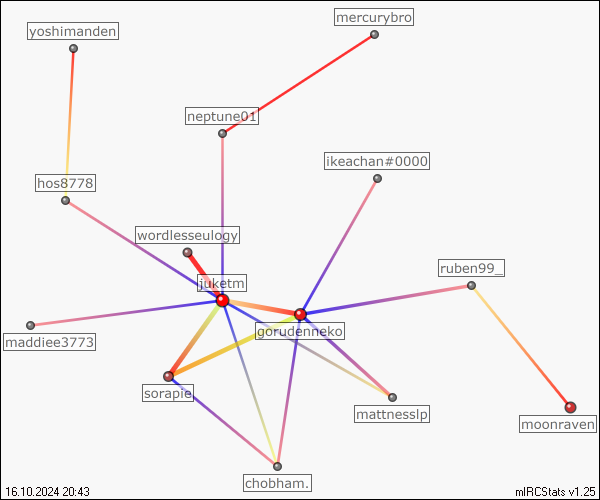 mercurybro
yoshimanden
neptune01
ikeachan#0000
hos8778
wordlesseulogy
ruben99_
juketm
gorudenneko
maddiee3773
sorapie
mattnesslp
moonraven
chobham.
16.10.2024 20:43
mIRCStats v1.25